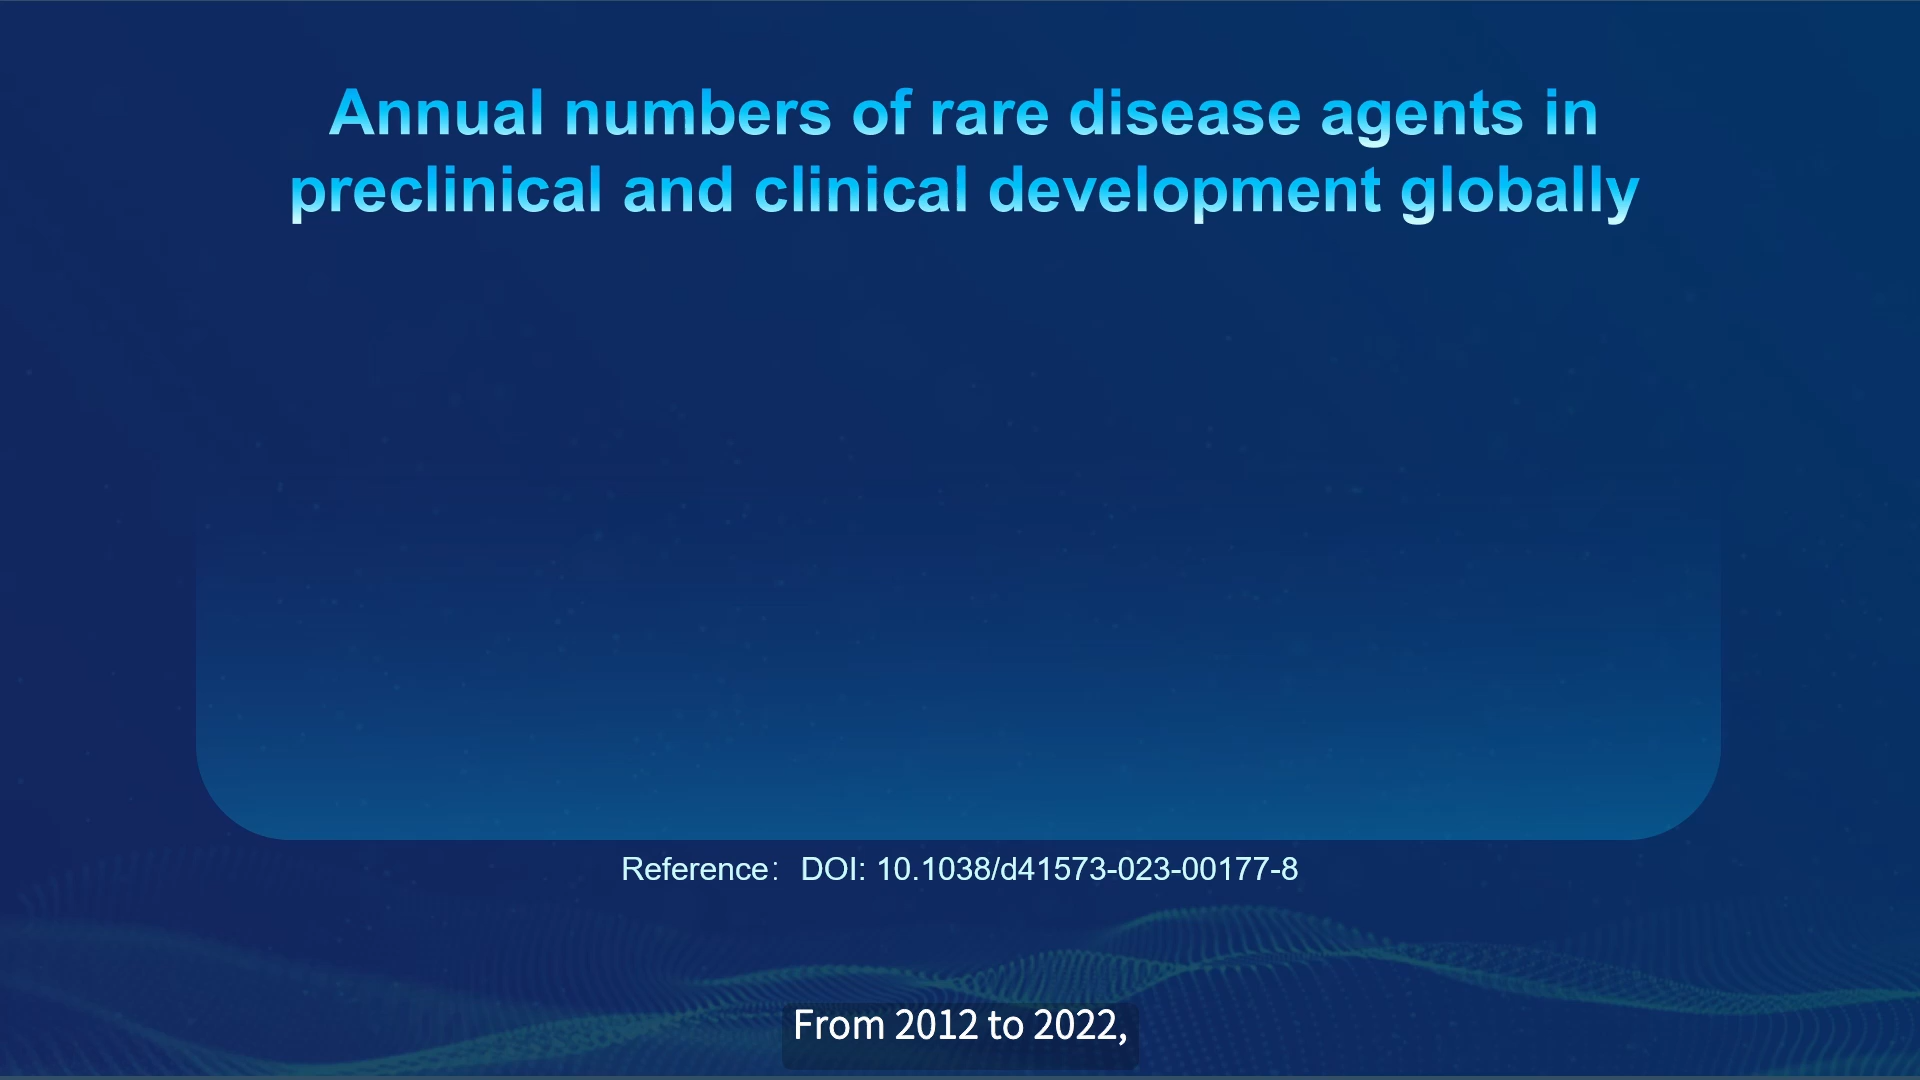 Annual numbers of rare disease agents in
preclinical and clinical development globally
Reference：DOI: 10.1038/d41573-023-00177-8
From 2012 to 2022,